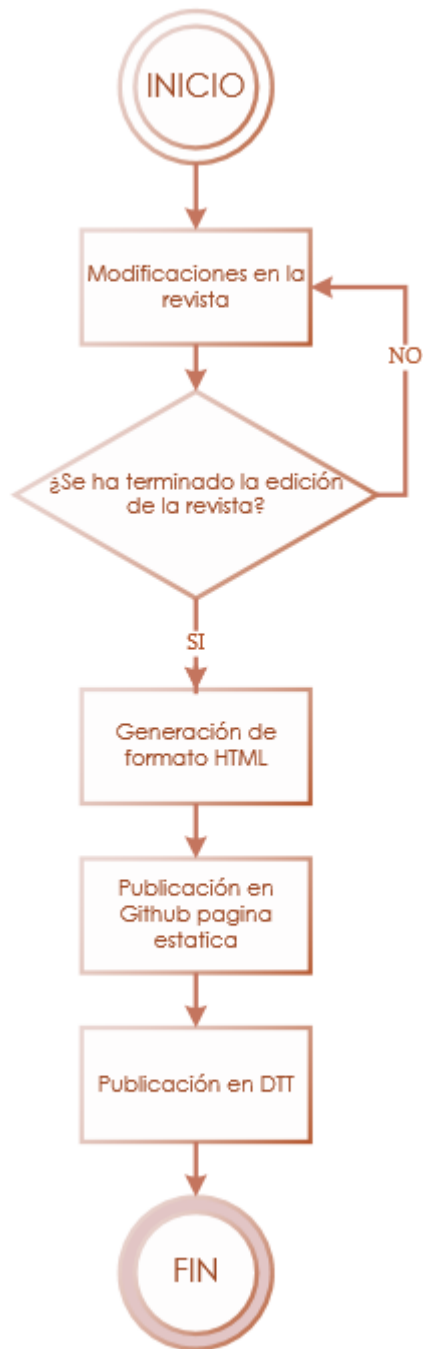 INICIO
Modificaciones en la
revista
NO
¿Se ha terminado la edición
de la revista?
SI
Generación de
formato HTML
Publicación en
Github pagina
estatica
Publicación en DTT
FIN